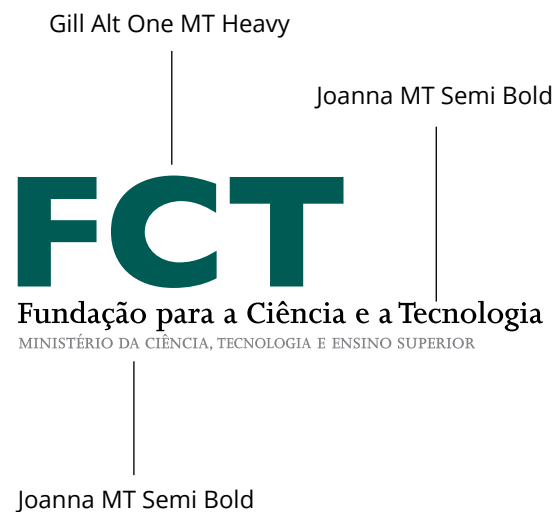 Gill Alt One MT Heavy
Joanna MT Semi Bold
FCT
Fundação para a Ciência e a Tecnologia
MINISTÉRIO DA CIÊNCIA, TECNOLOGIA E ENSINO SUPERIOR
Joanna MT Semi Bold